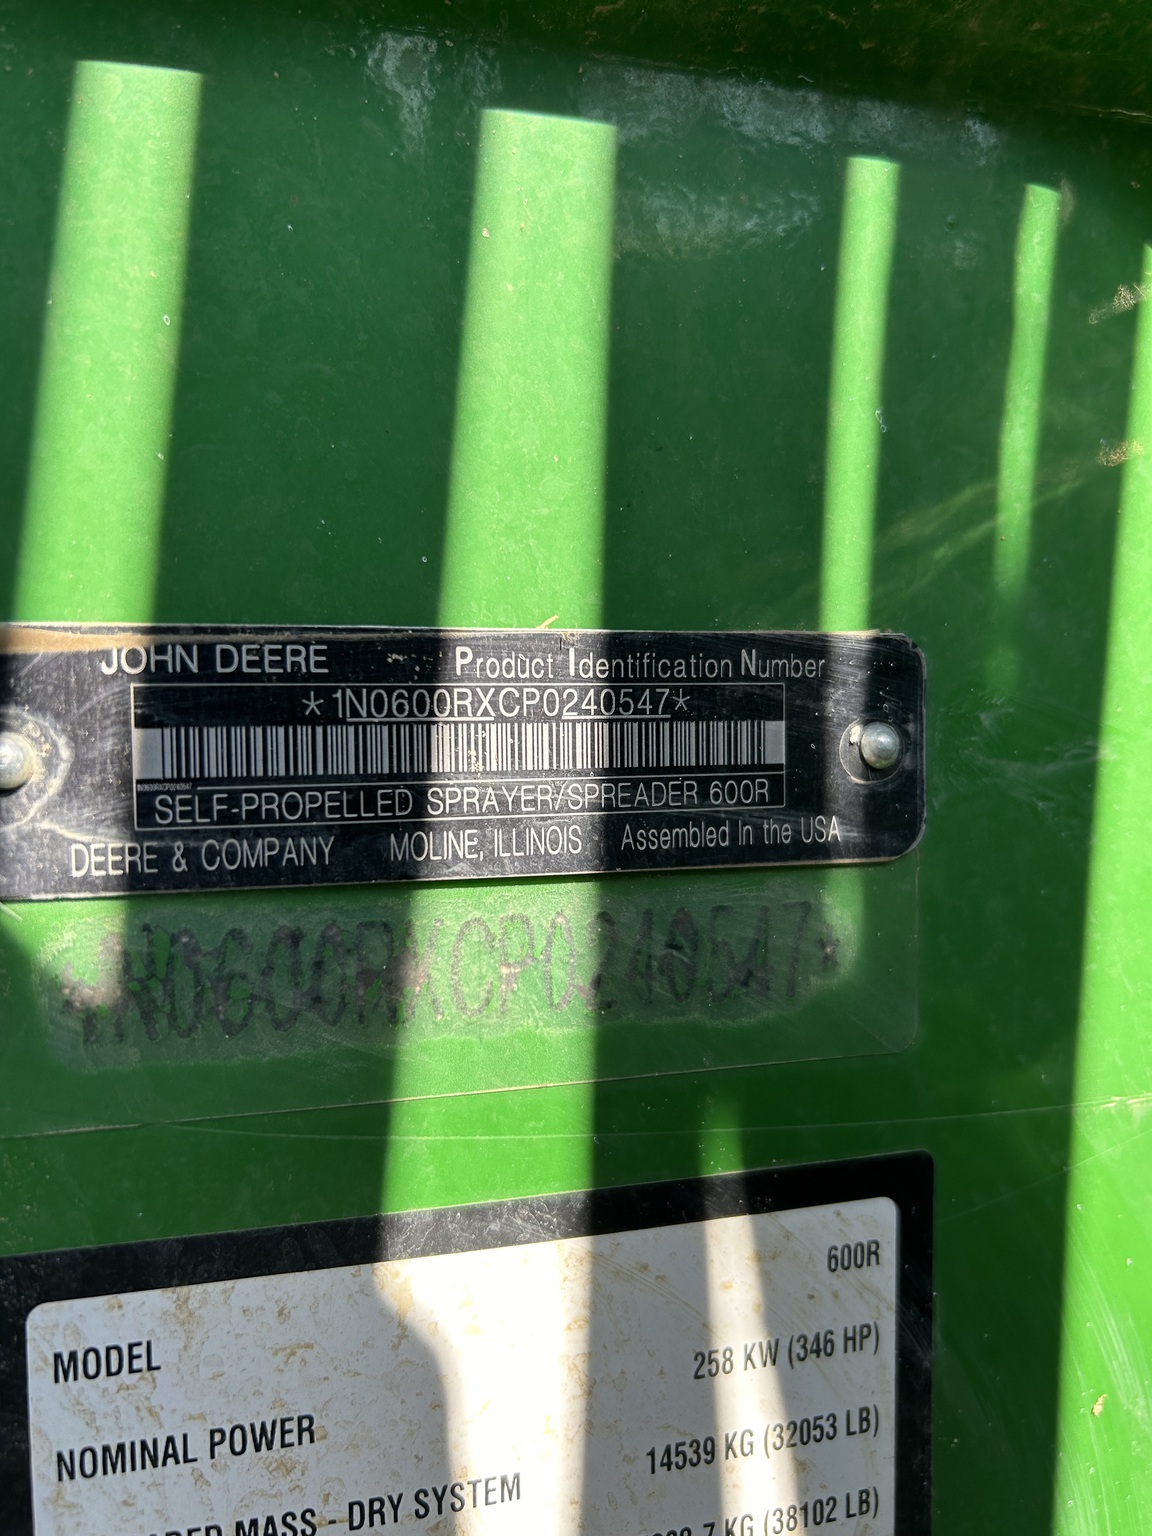 JOHN DEERE Product Identification Number
*1N0600RXCP0240547*
1N0600RXCP0240547
SELF-PROPELLED SPRAYER/SPREADER 600R
DEERE & COMPANY MOLINE, ILLINOIS Assembled In the USA
*1N0600RXCP0240547*
MODEL 600R
NOMINAL POWER 258 KW (346 HP)
MASS - DRY SYSTEM 14539 KG (32053 LB)
KG (38102 LB)